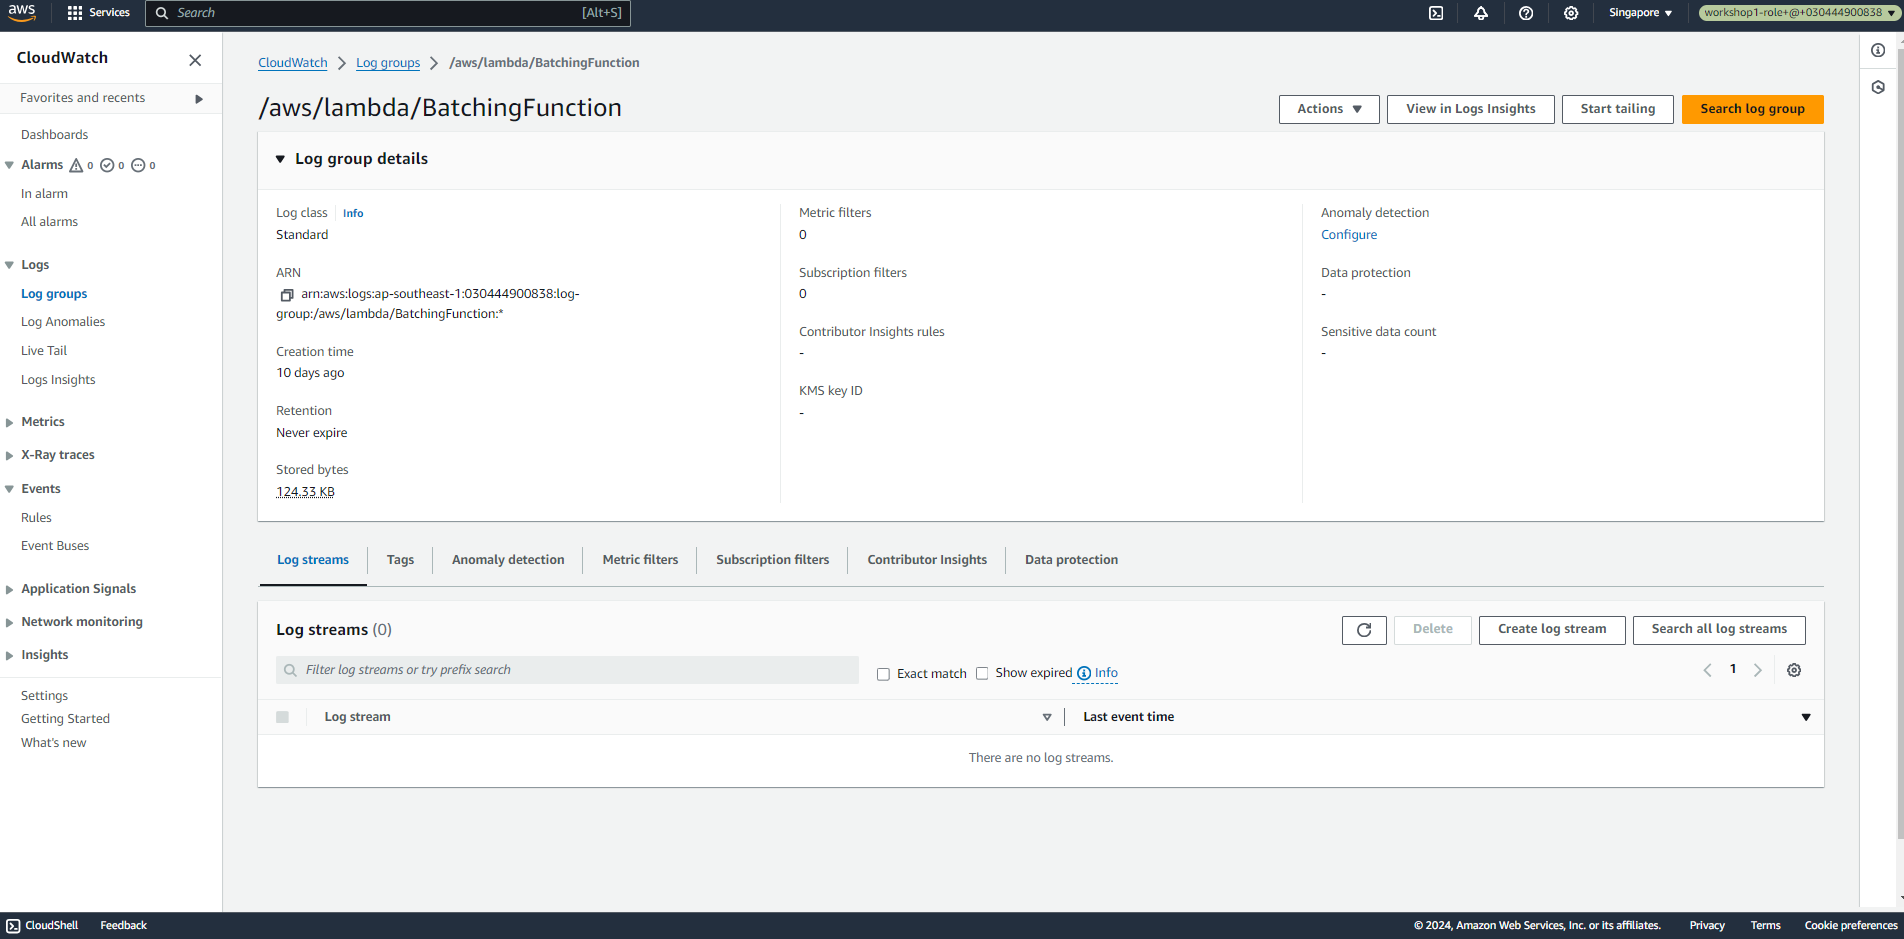 aws
Services
Search
[Alt+S]
Singapore
workshop1-role+@+030444900838
CloudWatch
Favorites and recents
Dashboards
Alarms 0 0 0
In alarm
All alarms
Logs
Log groups
Log Anomalies
Live Tail
Logs Insights
Metrics
X-Ray traces
Events
Rules
Event Buses
Application Signals
Network monitoring
Insights
Settings
Getting Started
What's new
CloudWatch
Log groups
/aws/lambda/BatchingFunction
/aws/lambda/BatchingFunction
Actions
View in Logs Insights
Start tailing
Search log group
Log group details
Log class
Info
Standard
ARN
arn:aws:logs:ap-southeast-1:030444900838:log-
group:/aws/lambda/BatchingFunction:*
Creation time
10 days ago
Retention
Never expire
Stored bytes
124.33 KB
Metric filters
0
Subscription filters
0
Contributor Insights rules
-
KMS key ID
-
Anomaly detection
Configure
Data protection
-
Sensitive data count
-
Log streams
Tags
Anomaly detection
Metric filters
Subscription filters
Contributor Insights
Data protection
Log streams (0)
Delete
Create log stream
Search all log streams
Filter log streams or try prefix search
Exact match
Show expired
Info
1
Log stream
Last event time
There are no log streams.
CloudShell
Feedback
© 2024, Amazon Web Services, Inc. or its affiliates.
Privacy
Terms
Cookie preferences